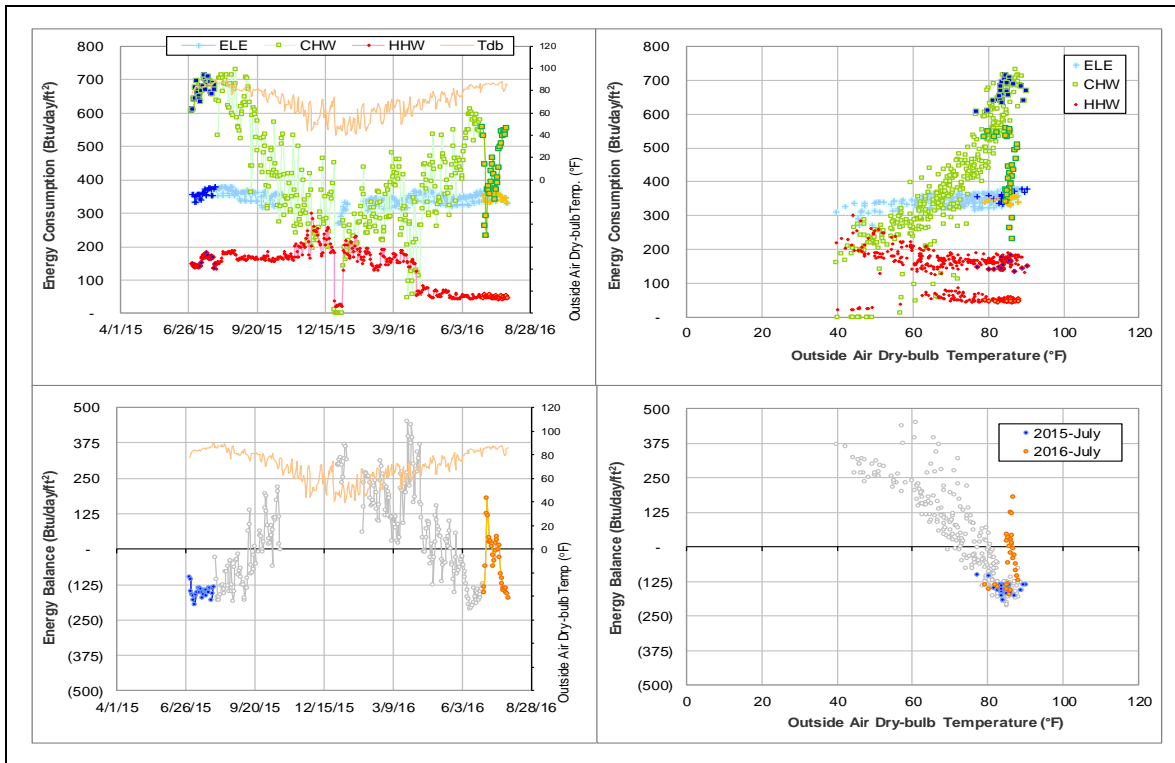 ELE CHW HHW Tdb
800
700
600
500
400
300
200
100
-
Energy Consumption (Btu/day/ft²)
120
100
80
60
40
20
0
Outside Air Dry-bulb Temp. (°F)
4/1/15 6/26/15 9/20/15 12/15/15 3/9/16 6/3/16 8/28/16
800
700
600
500
400
300
200
100
-
Energy Consumption (Btu/day/ft²)
ELE
CHW
HHW
0 20 40 60 80 100 120
Outside Air Dry-bulb Temperature (°F)
500
375
250
125
-
(125)
(250)
(375)
(500)
Energy Balance (Btu/day/ft²)
120
100
80
60
40
20
0
Outside Air Dry-bulb Temp (°F)
4/1/15 6/26/15 9/20/15 12/15/15 3/9/16 6/3/16 8/28/16
500
375
250
125
-
(125)
(250)
(375)
(500)
Energy Balance (Btu/day/ft²)
2015-July
2016-July
0 20 40 60 80 100 120
Outside Air Dry-bulb Temperature (°F)